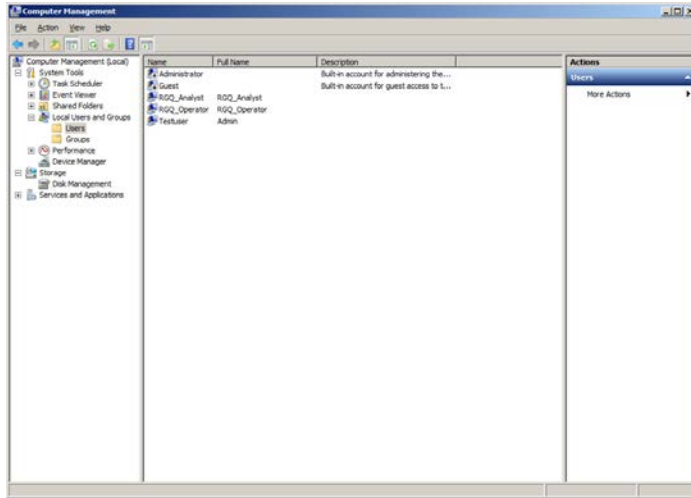 Computer Management
File Action View Help
Computer Management (Local)
System Tools
Task Scheduler
Event Viewer
Shared Folders
Local Users and Groups
Users
Groups
Performance
Device Manager
Storage
Disk Management
Services and Applications
Name Full Name Description
Administrator Built-in account for administering the...
Guest Built-in account for guest access to t...
RGQ_Analyst RGQ_Analyst
RGQ_Operator RGQ_Operator
Testuser Admin
Actions
Users
More Actions